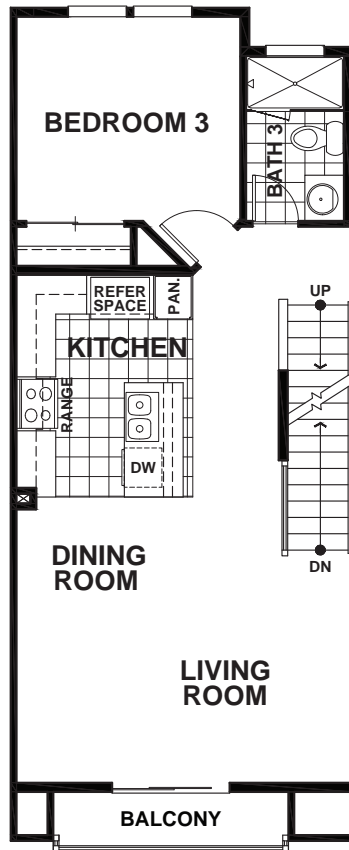 BEDROOM 3
BATH 3
REFER
SPACE
PAN.
UP
KITCHEN
RANGE
DW
DINING
ROOM
DN
LIVING
ROOM
BALCONY